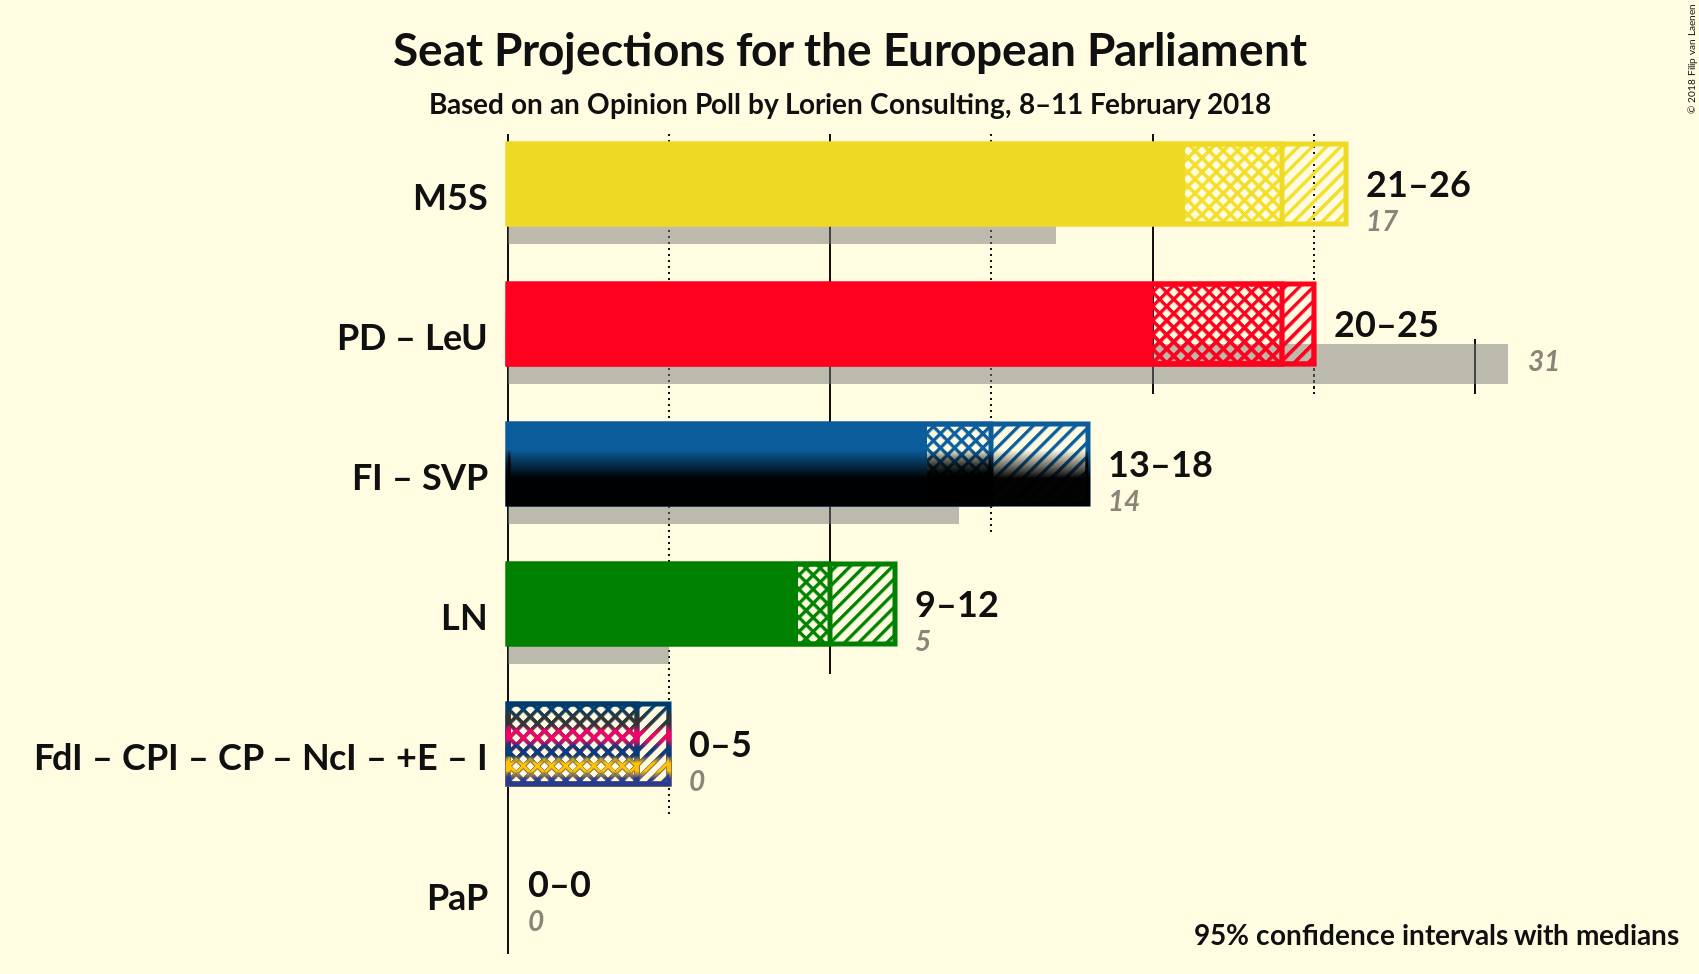 Seat Projections for the European Parliament
Based on an Opinion Poll by Lorien Consulting, 8–11 February 2018
© 2018 Filip van Laenen
M5S
21–26
17
PD – LeU
20–25
31
FI – SVP
13–18
14
LN
9–12
5
FdI – CPI – CP – NcI – +E – I
0–5
0
PaP
0–0
0
95% confidence intervals with medians